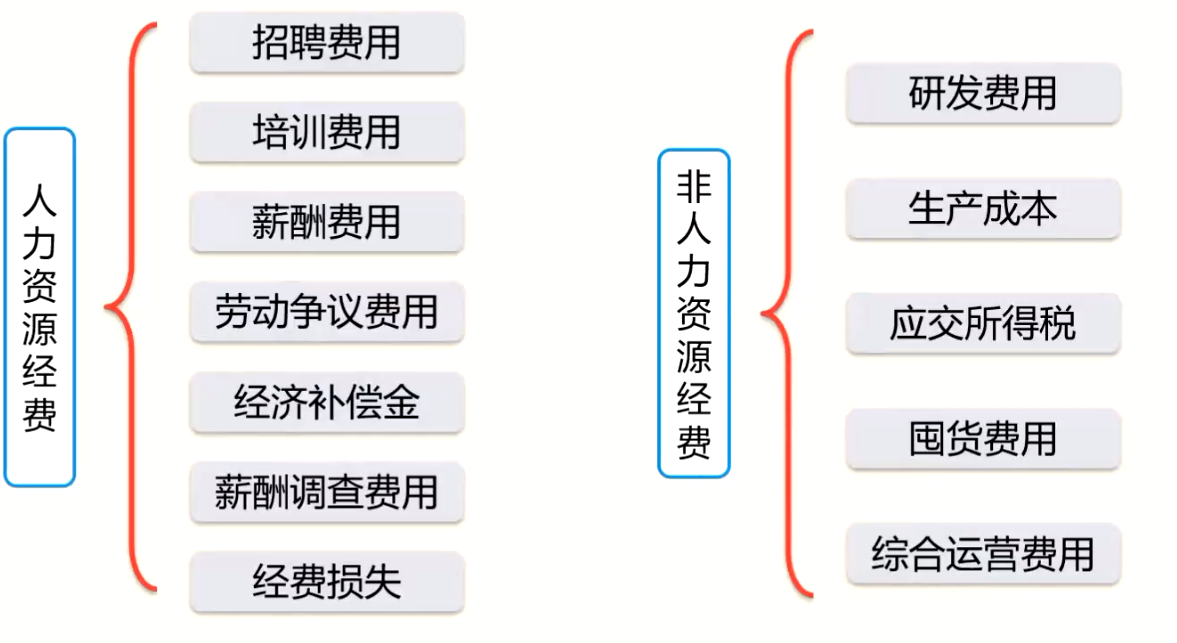 人力资源经费
招聘费用
培训费用
薪酬费用
劳动争议费用
经济补偿金
薪酬调查费用
经费损失
非人力资源经费
研发费用
生产成本
应交所得税
囤货费用
综合运营费用